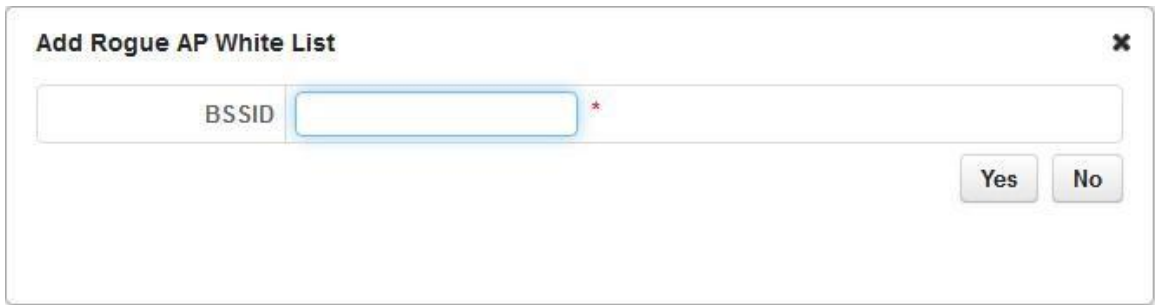 Add Rogue AP White List ✖
BSSID *
Yes No